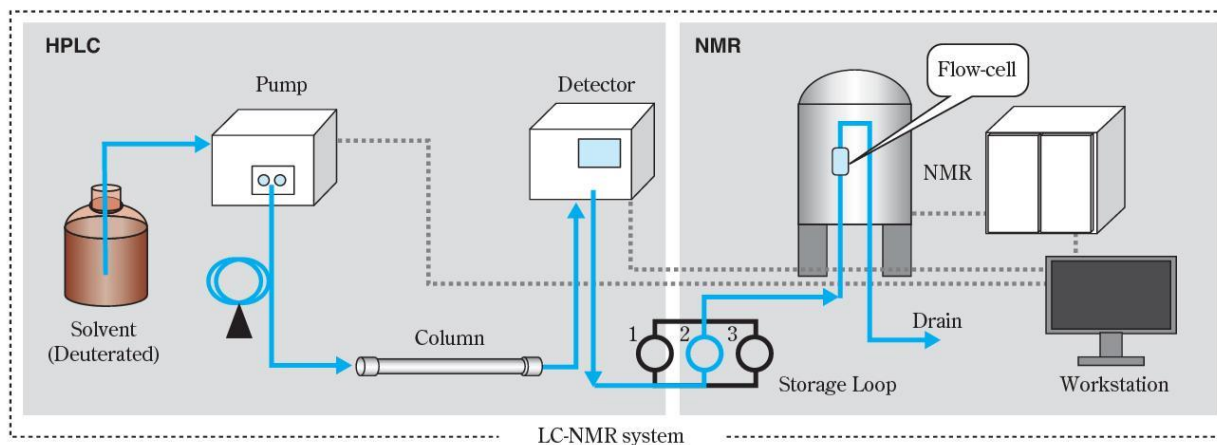 HPLC
Pump
Detector
Solvent
(Deuterated)
Column
1
2
3
Storage Loop
NMR
Flow-cell
NMR
Drain
Workstation
LC-NMR system